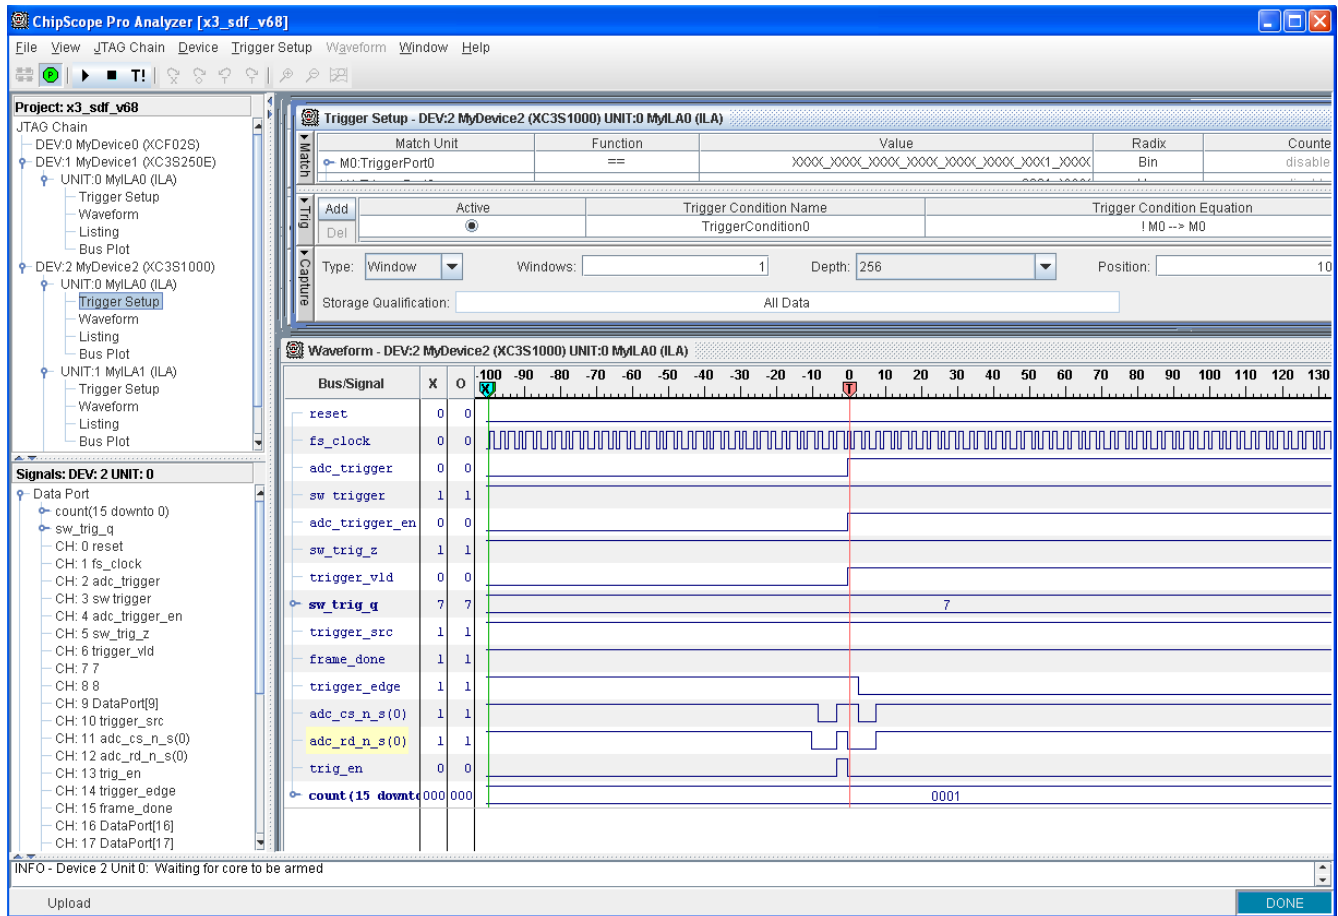 ChipScope Pro Analyzer [x3_sdf_v68]
File View JTAG Chain Device Trigger Setup Waveform Window Help
T!
Project: x3_sdf_v68
JTAG Chain
DEV:0 MyDevice0 (XCF02S)
DEV:1 MyDevice1 (XC3S250E)
UNIT:0 MyILA0 (ILA)
Trigger Setup
Waveform
Listing
Bus Plot
DEV:2 MyDevice2 (XC3S1000)
UNIT:0 MyILA0 (ILA)
Trigger Setup
Waveform
Listing
Bus Plot
UNIT:1 MyILA1 (ILA)
Trigger Setup
Waveform
Listing
Bus Plot
Signals: DEV: 2 UNIT: 0
Data Port
count(15 downto 0)
sw_trig_q
CH: 0 reset
CH: 1 fs_clock
CH: 2 adc_trigger
CH: 3 sw trigger
CH: 4 adc_trigger_en
CH: 5 sw_trig_z
CH: 6 trigger_vld
CH: 7 7
CH: 8 8
CH: 9 DataPort[9]
CH: 10 trigger_src
CH: 11 adc_cs_n_s(0)
CH: 12 adc_rd_n_s(0)
CH: 13 trig_en
CH: 14 trigger_edge
CH: 15 frame_done
CH: 16 DataPort[16]
CH: 17 DataPort[17]
Trigger Setup - DEV:2 MyDevice2 (XC3S1000) UNIT:0 MyILA0 (ILA)
Match
Match Unit Function Value Radix Counte
M0:TriggerPort0 == XXXX_XXXX_XXXX_XXXX_XXXX_XXXX_XXX1_XXXX Bin disable
Trig
Add Active Trigger Condition Name Trigger Condition Equation
Del TriggerCondition0 ! M0 --> M0
Capture
Type: Window Windows: 1 Depth: 256 Position: 10
Storage Qualification: All Data
Waveform - DEV:2 MyDevice2 (XC3S1000) UNIT:0 MyILA0 (ILA)
Bus/Signal X O -100 -90 -80 -70 -60 -50 -40 -30 -20 -10 0 10 20 30 40 50 60 70 80 90 100 110 120 130
X T
reset 0 0
fs_clock 0 0
adc_trigger 0 0
sw trigger 1 1
adc_trigger_en 0 0
sw_trig_z 1 1
trigger_vld 0 0
sw_trig_q 7 7 7
trigger_src 1 1
frame_done 1 1
trigger_edge 1 1
adc_cs_n_s(0) 1 1
adc_rd_n_s(0) 1 1
trig_en 0 0
count(15 downto 000 000 0001
INFO - Device 2 Unit 0: Waiting for core to be armed
Upload DONE